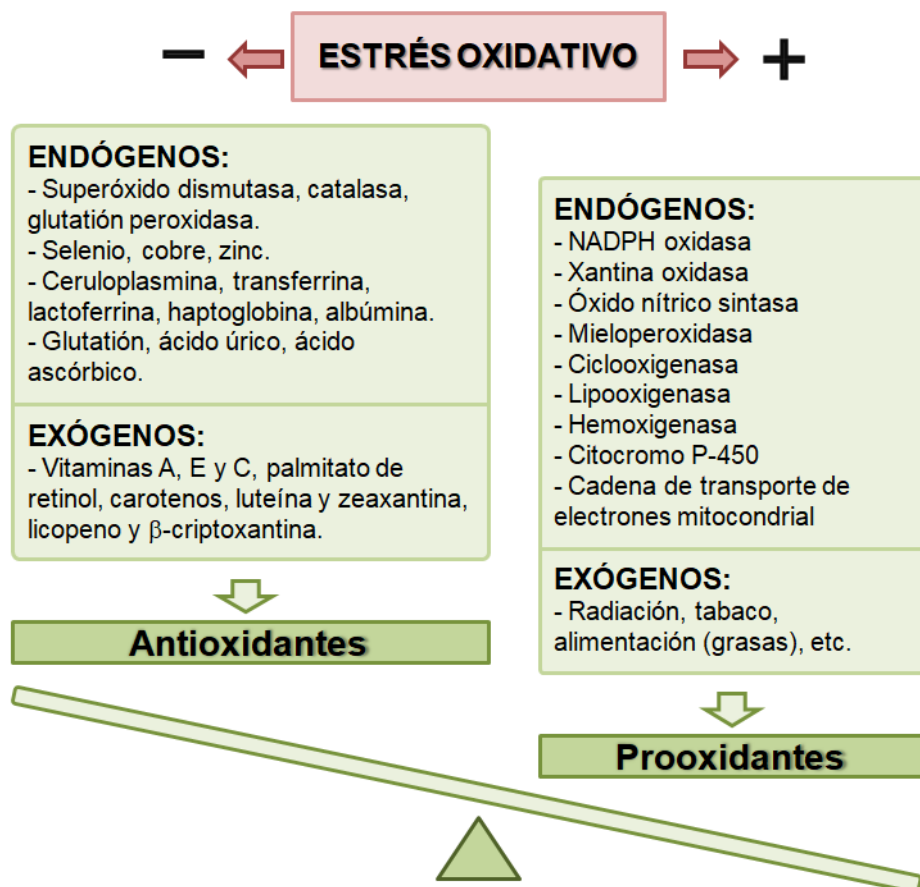 − ESTRÉS OXIDATIVO +
ENDÓGENOS:
- Superóxido dismutasa, catalasa,
glutatión peroxidasa.
- Selenio, cobre, zinc.
- Ceruloplasmina, transferrina,
lactoferrina, haptoglobina, albúmina.
- Glutatión, ácido úrico, ácido
ascórbico.
EXÓGENOS:
- Vitaminas A, E y C, palmitato de
retinol, carotenos, luteína y zeaxantina,
licopeno y β-criptoxantina.
Antioxidantes
ENDÓGENOS:
- NADPH oxidasa
- Xantina oxidasa
- Óxido nítrico sintasa
- Mieloperoxidasa
- Ciclooxigenasa
- Lipooxigenasa
- Hemoxigenasa
- Citocromo P-450
- Cadena de transporte de
electrones mitocondrial
EXÓGENOS:
- Radiación, tabaco,
alimentación (grasas), etc.
Prooxidantes